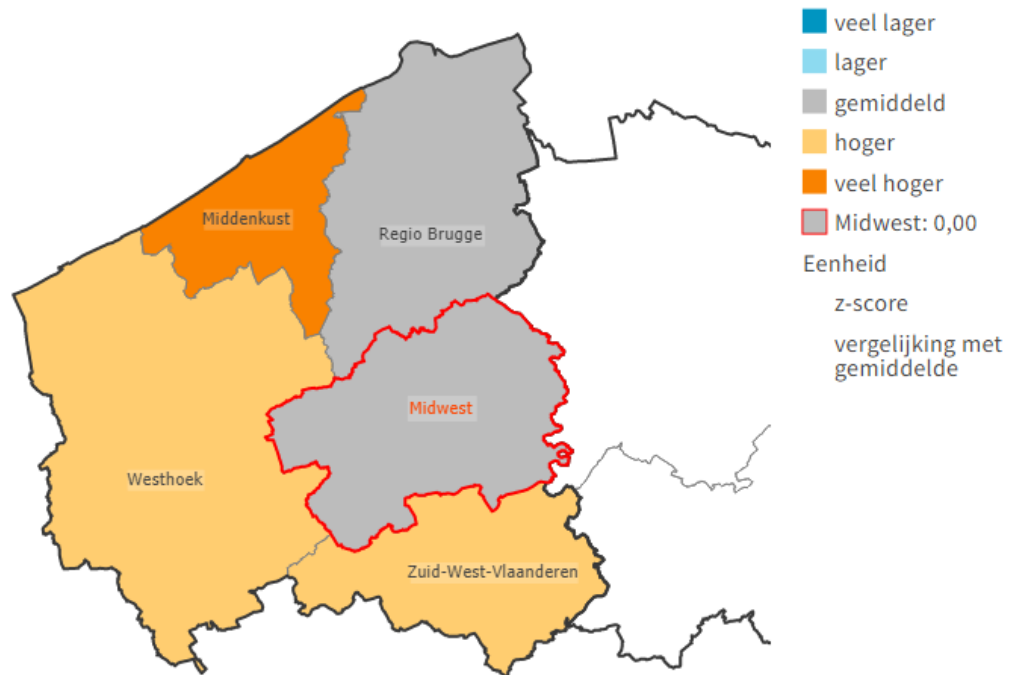 veel lager
lager
gemiddeld
hoger
veel hoger
Midwest: 0,00
Eenheid
z-score
vergelijking met
gemiddelde
Middenkust
Regio Brugge
Midwest
Westhoek
Zuid-West-Vlaanderen